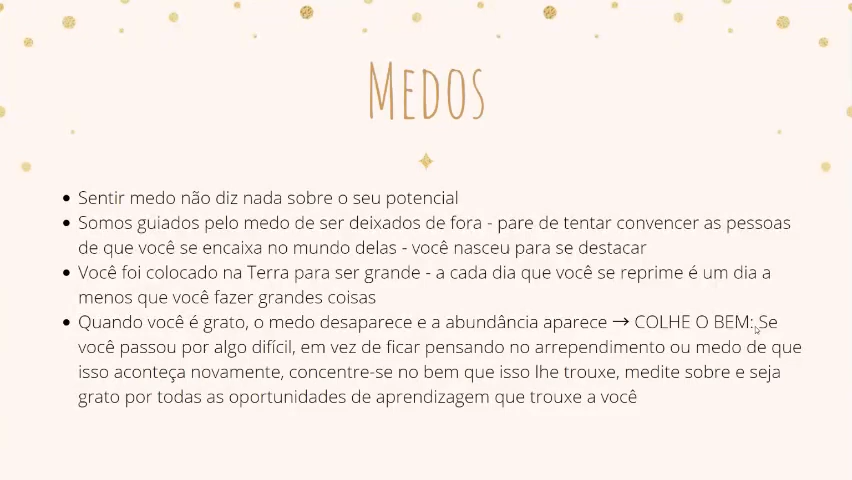 MEDOS
• Sentir medo não diz nada sobre o seu potencial
• Somos guiados pelo medo de ser deixados de fora - pare de tentar convencer as pessoas
de que você se encaixa no mundo delas - você nasceu para se destacar
• Você foi colocado na Terra para ser grande - a cada dia que você se reprime é um dia a
menos que você fazer grandes coisas
• Quando você é grato, o medo desaparece e a abundância aparece → COLHE O BEM: Se
você passou por algo difícil, em vez de ficar pensando no arrependimento ou medo de que
isso aconteça novamente, concentre-se no bem que isso lhe trouxe, medite sobre e seja
grato por todas as oportunidades de aprendizagem que trouxe a você